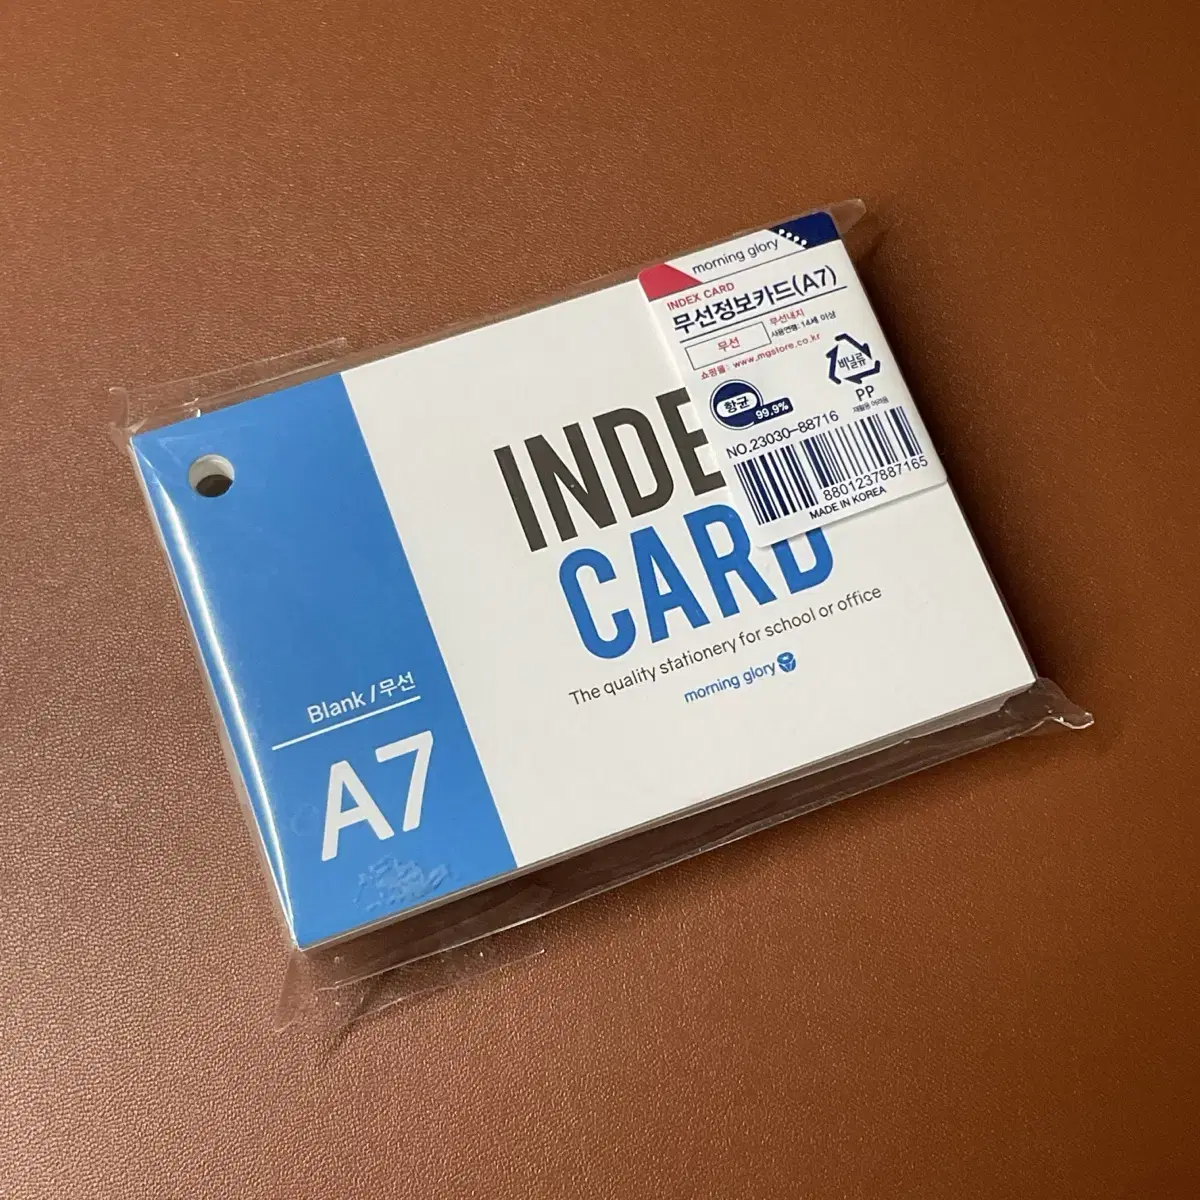 morning glory
INDEX CARD
무선정보카드(A7)
무선
무선내지
사용연령: 14세 이상
쇼핑몰: www.mgstore.co.kr
비닐류
PP
항균
99.9%
NO.23030-88716
8801237887165
MADE IN KOREA
INDE
CARD
The quality stationery for school or office
morning glory
Blank / 무선
A7